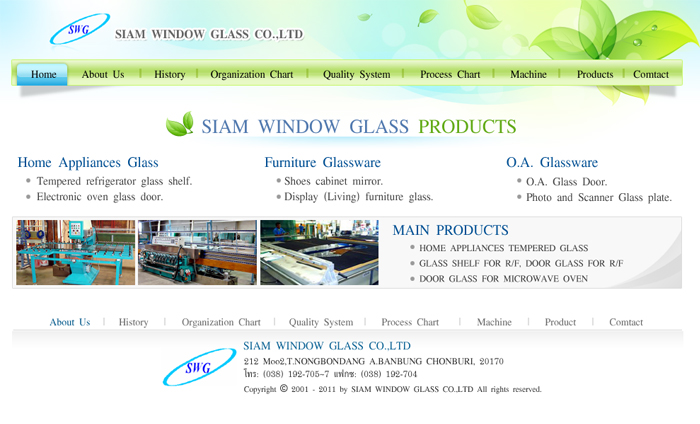 SWG SIAM WINDOW GLASS CO.,LTD
Home About Us History Organization Chart Quality System Process Chart Machine Products Comtact
SIAM WINDOW GLASS PRODUCTS
Home Appliances Glass
Tempered refrigerator glass shelf.
Electronic oven glass door.
Furniture Glassware
Shoes cabinet mirror.
Display (Living) furniture glass.
O.A. Glassware
O.A. Glass Door.
Photo and Scanner Glass plate.
MAIN PRODUCTS
HOME APPLIANCES TEMPERED GLASS
GLASS SHELF FOR R/F, DOOR GLASS FOR R/F
DOOR GLASS FOR MICROWAVE OVEN
About Us History Organization Chart Quality System Process Chart Machine Product Comtact
SWG
SIAM WINDOW GLASS CO.,LTD
212 Moo2,T.NONGBONDANG A.BANBUNG CHONBURI, 20170
โทร: (038) 192-705-7 แฟกซ: (038) 192-704
Copyright © 2001 - 2011 by SIAM WINDOW GLASS CO.,LTD All rights reserved.